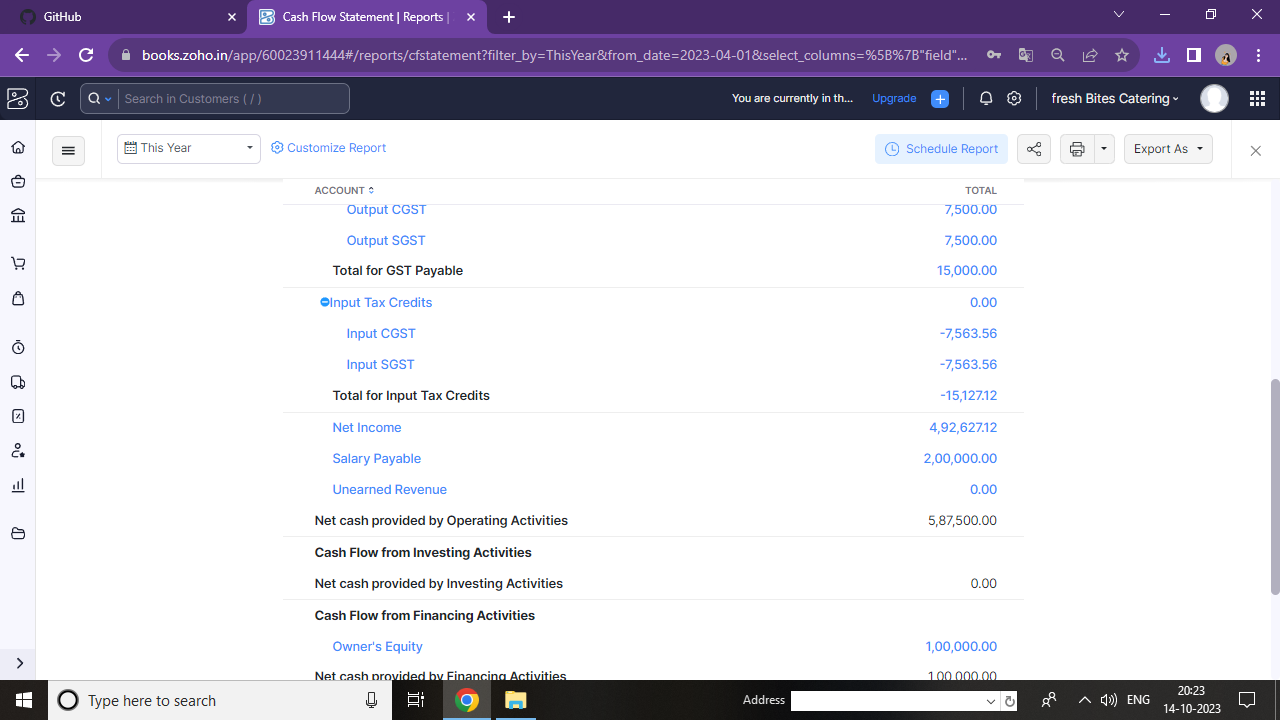 GitHub
Cash Flow Statement | Reports |
books.zoho.in/app/60023911444#/reports/cfstatement?filter_by=ThisYear&from_date=2023-04-01&select_columns=%5B%7B"field"...
Search in Customers ( / )
You are currently in th...
Upgrade
fresh Bites Catering
This Year
Customize Report
Schedule Report
Export As
ACCOUNT TOTAL
Output CGST 7,500.00
Output SGST 7,500.00
Total for GST Payable 15,000.00
Input Tax Credits 0.00
Input CGST -7,563.56
Input SGST -7,563.56
Total for Input Tax Credits -15,127.12
Net Income 4,92,627.12
Salary Payable 2,00,000.00
Unearned Revenue 0.00
Net cash provided by Operating Activities 5,87,500.00
Cash Flow from Investing Activities
Net cash provided by Investing Activities 0.00
Cash Flow from Financing Activities
Owner's Equity 1,00,000.00
Net cash provided by Financing Activities 1,00,000.00
Type here to search
Address
ENG
20:23
14-10-2023